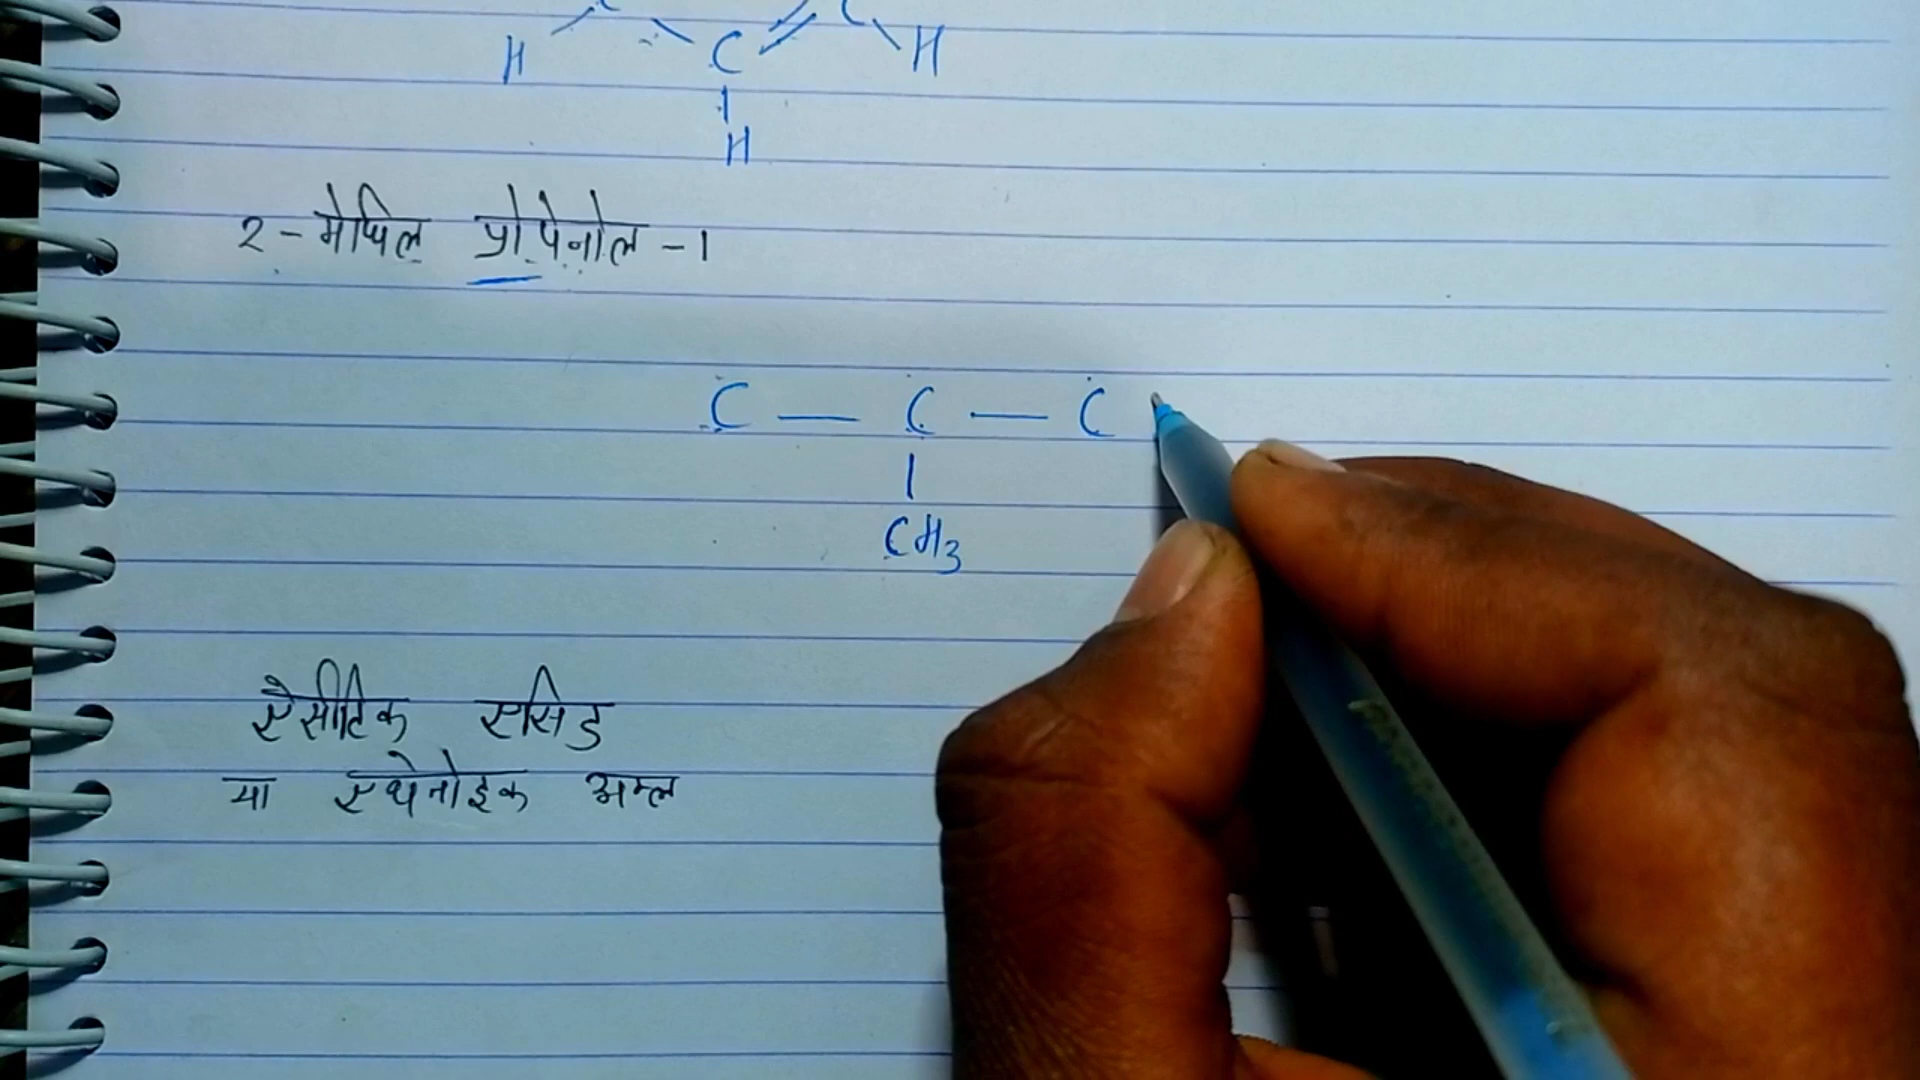 H C H
H
2-मेथिल प्रोपेनोल-1
C — C — C
CH3
ऐसीटिक एसिड
या एथेनोइक अम्ल